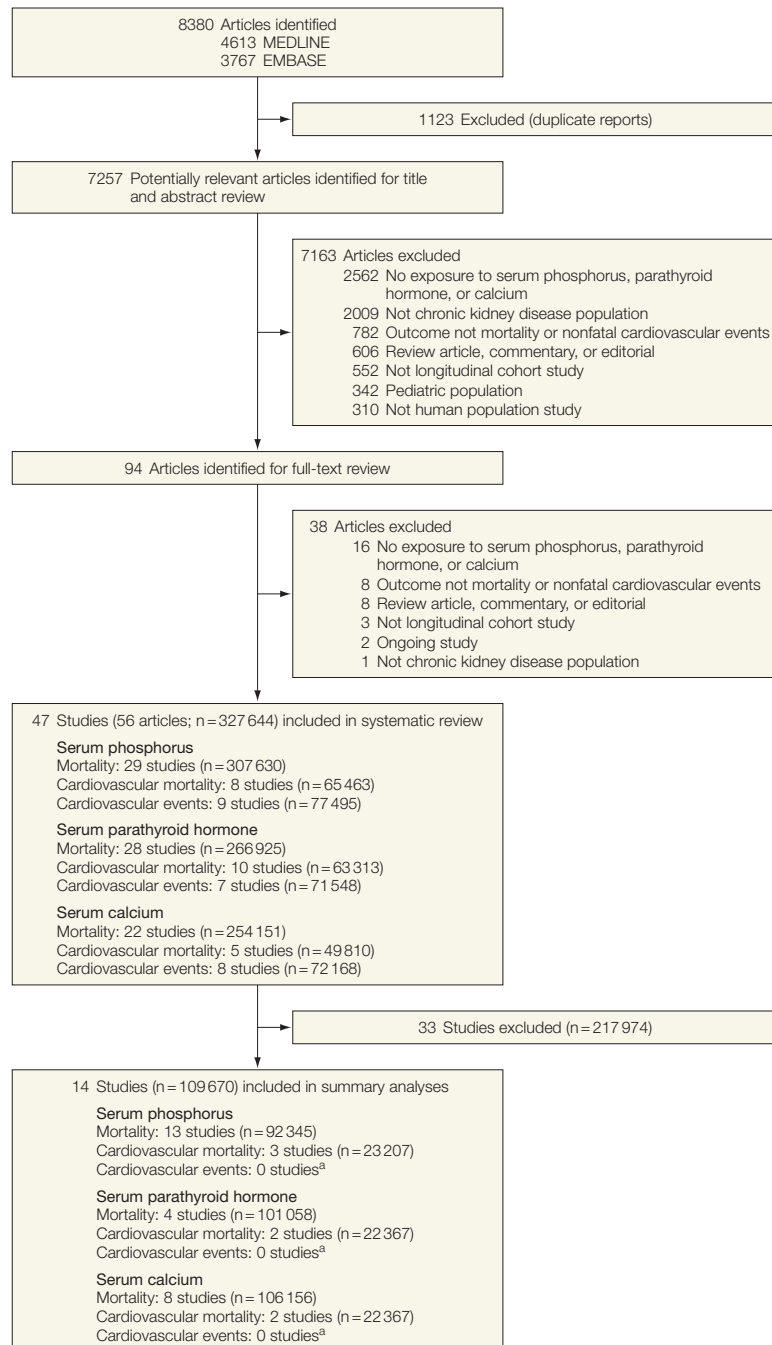 8380 Articles identified
4613 MEDLINE
3767 EMBASE
1123 Excluded (duplicate reports)
7257 Potentially relevant articles identified for title
and abstract review
7163 Articles excluded
2562 No exposure to serum phosphorus, parathyroid
hormone, or calcium
2009 Not chronic kidney disease population
782 Outcome not mortality or nonfatal cardiovascular events
606 Review article, commentary, or editorial
552 Not longitudinal cohort study
342 Pediatric population
310 Not human population study
94 Articles identified for full-text review
38 Articles excluded
16 No exposure to serum phosphorus, parathyroid
hormone, or calcium
8 Outcome not mortality or nonfatal cardiovascular events
8 Review article, commentary, or editorial
3 Not longitudinal cohort study
2 Ongoing study
1 Not chronic kidney disease population
47 Studies (56 articles; n=327 644) included in systematic review
Serum phosphorus
Mortality: 29 studies (n=307 630)
Cardiovascular mortality: 8 studies (n=65 463)
Cardiovascular events: 9 studies (n=77 495)
Serum parathyroid hormone
Mortality: 28 studies (n=266 925)
Cardiovascular mortality: 10 studies (n=63 313)
Cardiovascular events: 7 studies (n=71 548)
Serum calcium
Mortality: 22 studies (n=254 151)
Cardiovascular mortality: 5 studies (n=49 810)
Cardiovascular events: 8 studies (n=72 168)
33 Studies excluded (n=217 974)
14 Studies (n=109 670) included in summary analyses
Serum phosphorus
Mortality: 13 studies (n=92 345)
Cardiovascular mortality: 3 studies (n=23 207)
Cardiovascular events: 0 studiesᵃ
Serum parathyroid hormone
Mortality: 4 studies (n=101 058)
Cardiovascular mortality: 2 studies (n=22 367)
Cardiovascular events: 0 studiesᵃ
Serum calcium
Mortality: 8 studies (n=106 156)
Cardiovascular mortality: 2 studies (n=22 367)
Cardiovascular events: 0 studiesᵃ